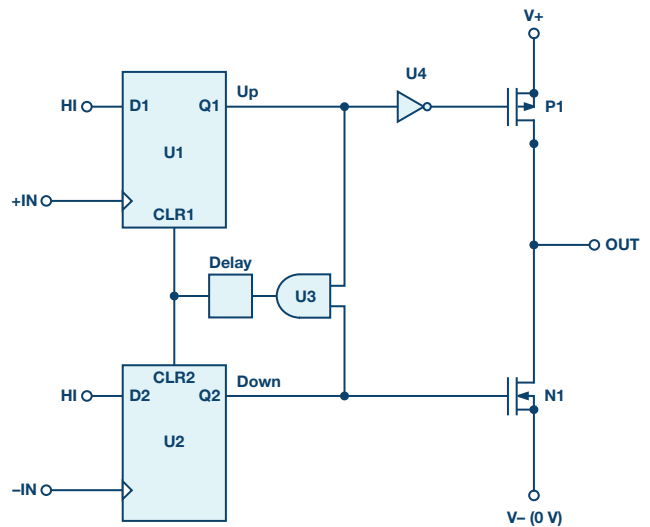 V+
U4
HI
D1
Q1
Up
P1
U1
+IN
CLR1
OUT
Delay
U3
CLR2
Down
HI
D2
Q2
N1
U2
–IN
V– (0 V)